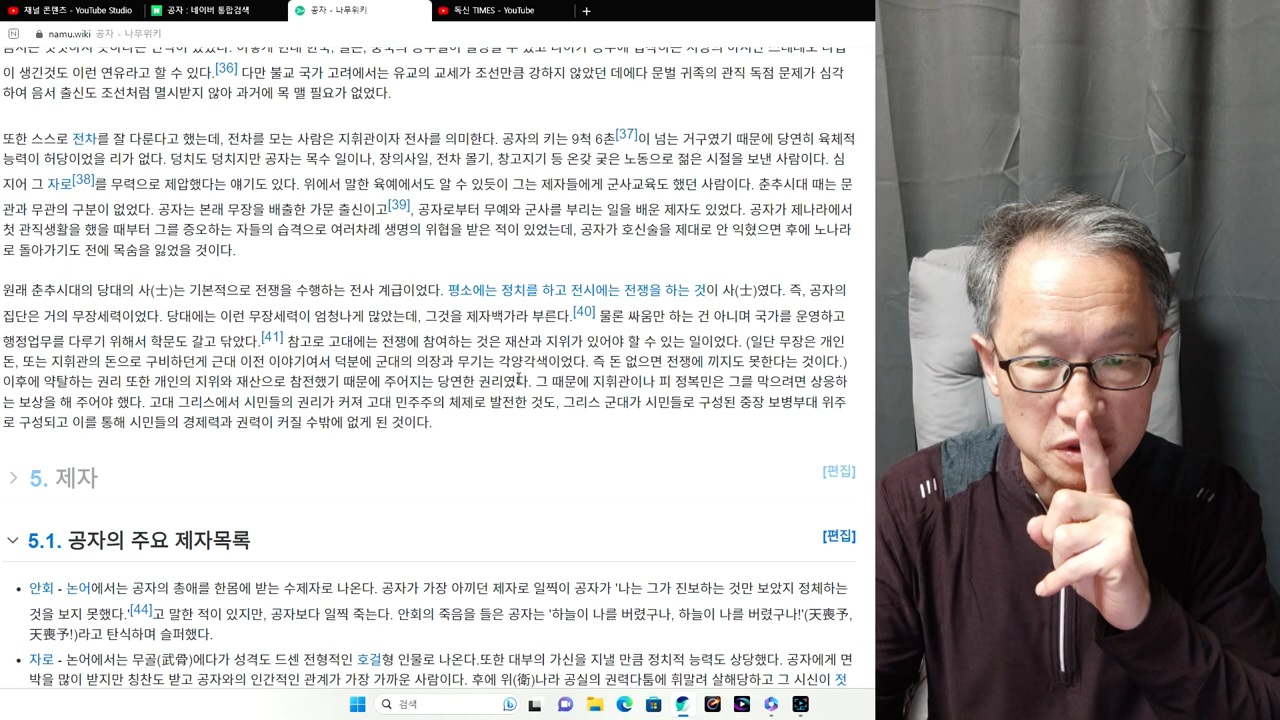 채널 콘텐츠 - YouTube Studio
공자 : 네이버 통합검색
공자 - 나무위키
독신 TIMES - YouTube
namu.wiki 공자 - 나무위키
이 생긴것도 이런 연유라고 할 수 있다.[36] 다만 불교 국가 고려에서는 유교의 교세가 조선만큼 강하지 않았던 데에다 문벌 귀족의 관직 독점 문제가 심각
하여 음서 출신도 조선처럼 멸시받지 않아 과거에 목 맬 필요가 없었다.
또한 스스로 전차를 잘 다룬다고 했는데, 전차를 모는 사람은 지휘관이자 전사를 의미한다. 공자의 키는 9척 6촌[37]이 넘는 거구였기 때문에 당연히 육체적
능력이 허당이었을 리가 없다. 덩치도 덩치지만 공자는 목수 일이나, 장의사일, 전차 몰기, 창고지기 등 온갖 궂은 노동으로 젊은 시절을 보낸 사람이다. 심
지어 그 자로[38]를 무력으로 제압했다는 얘기도 있다. 위에서 말한 육예에서도 알 수 있듯이 그는 제자들에게 군사교육도 했던 사람이다. 춘추시대 때는 문
관과 무관의 구분이 없었다. 공자는 본래 무장을 배출한 가문 출신이고[39], 공자로부터 무예와 군사를 부리는 일을 배운 제자도 있었다. 공자가 제나라에서
첫 관직생활을 했을 때부터 그를 증오하는 자들의 습격으로 여러차례 생명의 위협을 받은 적이 있었는데, 공자가 호신술을 제대로 안 익혔으면 후에 노나라
로 돌아가기도 전에 목숨을 잃었을 것이다.
원래 춘추시대의 당대의 사(士)는 기본적으로 전쟁을 수행하는 전사 계급이었다. 평소에는 정치를 하고 전시에는 전쟁을 하는 것이 사(士)였다. 즉, 공자의
집단은 거의 무장세력이었다. 당대에는 이런 무장세력이 엄청나게 많았는데, 그것을 제자백가라 부른다.[40] 물론 싸움만 하는 건 아니며 국가를 운영하고
행정업무를 다루기 위해서 학문도 갈고 닦았다.[41] 참고로 고대에는 전쟁에 참여하는 것은 재산과 지위가 있어야 할 수 있는 일이었다. (일단 무장은 개인
돈, 또는 지휘관의 돈으로 구비하던게 근대 이전 이야기여서 덕분에 군대의 의장과 무기는 각양각색이었다. 즉 돈 없으면 전쟁에 끼지도 못한다는 것이다.)
이후에 약탈하는 권리 또한 개인의 지위와 재산으로 참전했기 때문에 주어지는 당연한 권리였다. 그 때문에 지휘관이나 피 정복민은 그를 막으려면 상응하
는 보상을 해 주어야 했다. 고대 그리스에서 시민들의 권리가 커져 고대 민주주의 체제로 발전한 것도, 그리스 군대가 시민들로 구성된 중장 보병부대 위주
로 구성되고 이를 통해 시민들의 경제력과 권력이 커질 수밖에 없게 된 것이다.
5. 제자 [편집]
5.1. 공자의 주요 제자목록 [편집]
안회 - 논어에서는 공자의 총애를 한몸에 받는 수제자로 나온다. 공자가 가장 아끼던 제자로 일찍이 공자가 '나는 그가 진보하는 것만 보았지 정체하는
것을 보지 못했다.'[44]고 말한 적이 있지만, 공자보다 일찍 죽는다. 안회의 죽음을 들은 공자는 '하늘이 나를 버렸구나, 하늘이 나를 버렸구나!'(天喪予,
天喪予!)라고 탄식하며 슬퍼했다.
자로 - 논어에서는 무골(武骨)에다가 성격도 드센 전형적인 호걸형 인물로 나온다.또한 대부의 가신을 지낼 만큼 정치적 능력도 상당했다. 공자에게 면
박을 많이 받지만 칭찬도 받고 공자와의 인간적인 관계가 가장 가까운 사람이다. 후에 위(衛)나라 공실의 권력다툼에 휘말려 살해당하고 그 시신이 젓
검색